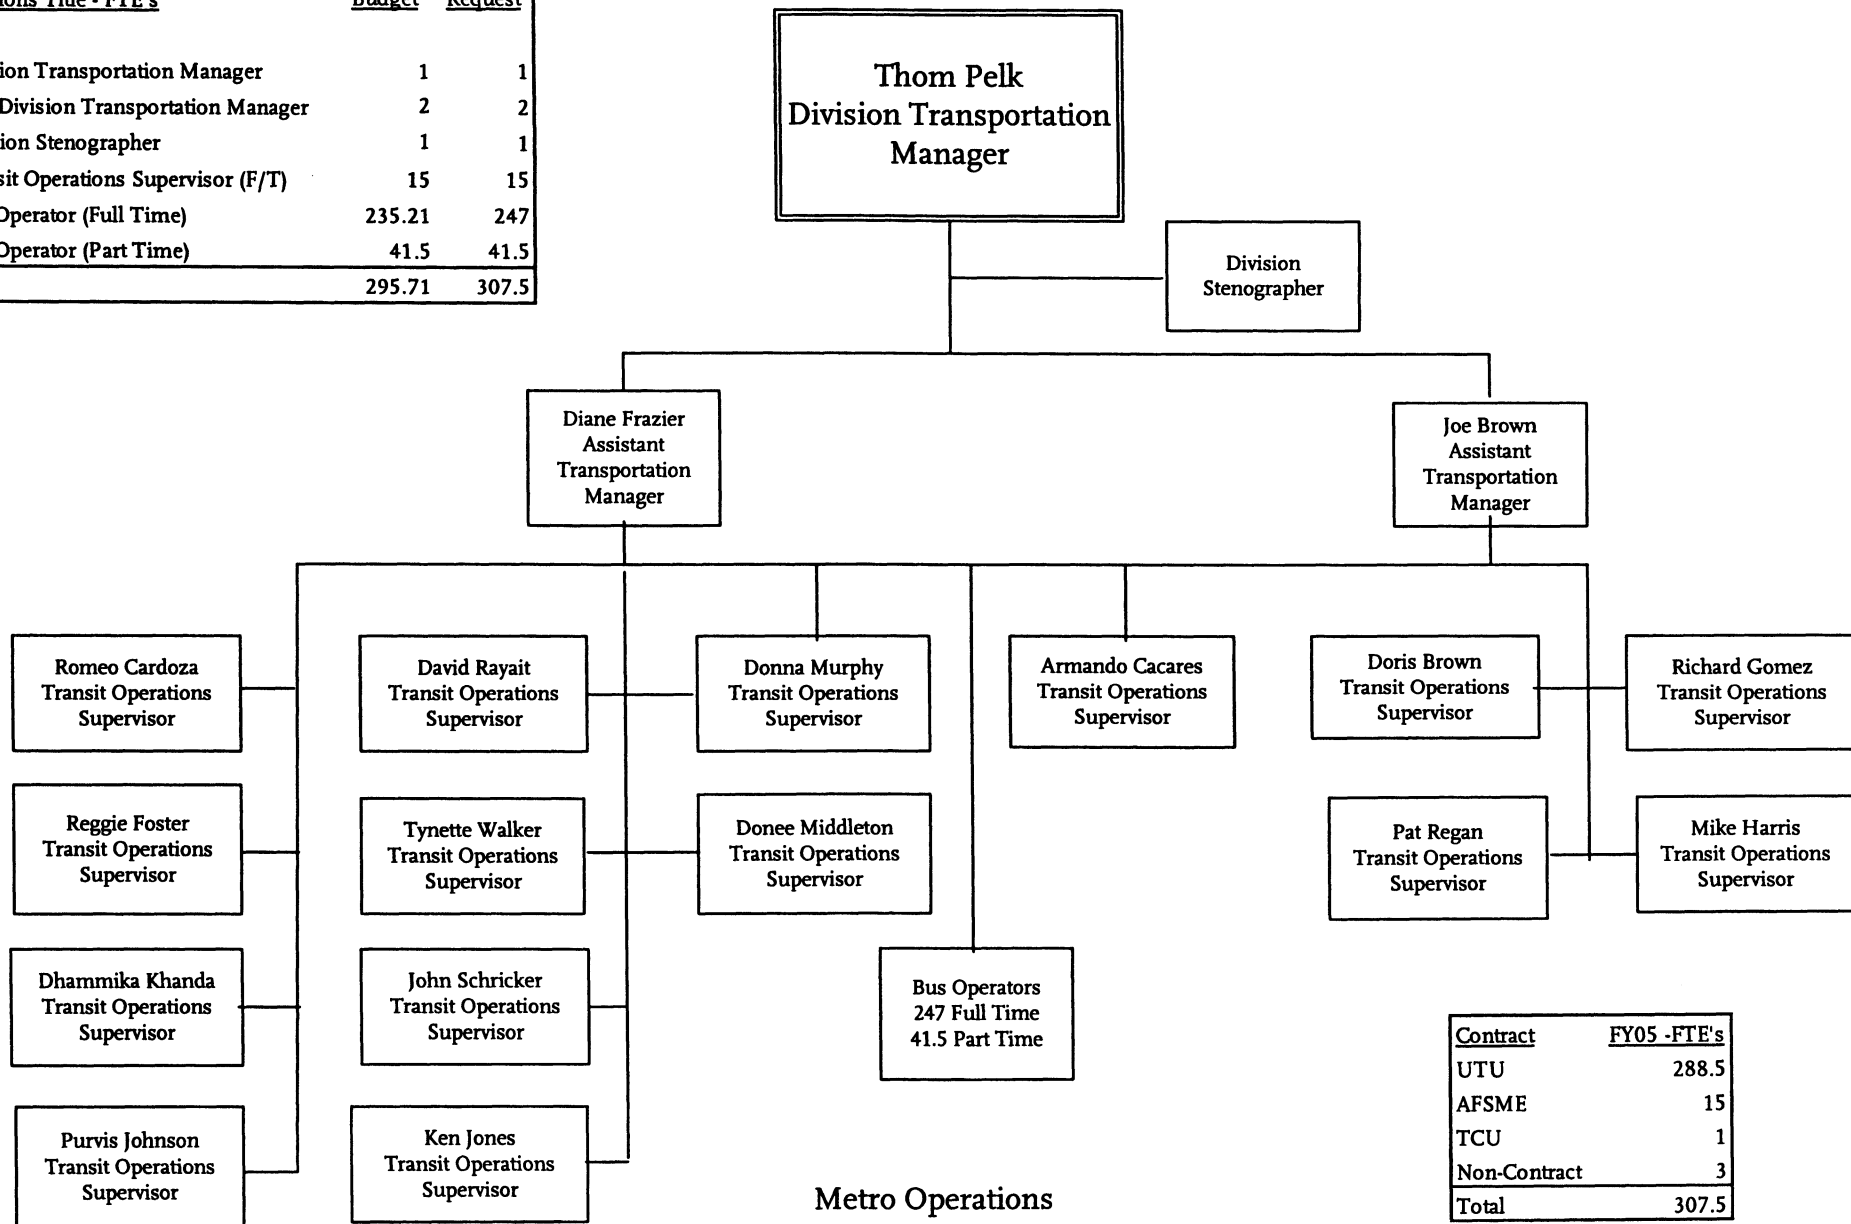 Title - FTE's Budget Request
Transportation Manager 1 1
Division Transportation Manager 2 2
Stenographer 1 1
Operations Supervisor (F/T) 15 15
Operator (Full Time) 235.21 247
Operator (Part Time) 41.5 41.5
295.71 307.5
Thom Pelk
Division Transportation
Manager
Division
Stenographer
Diane Frazier
Assistant
Transportation
Manager
Joe Brown
Assistant
Transportation
Manager
Romeo Cardoza
Transit Operations
Supervisor
David Rayait
Transit Operations
Supervisor
Donna Murphy
Transit Operations
Supervisor
Armando Cacares
Transit Operations
Supervisor
Doris Brown
Transit Operations
Supervisor
Richard Gomez
Transit Operations
Supervisor
Reggie Foster
Transit Operations
Supervisor
Tynette Walker
Transit Operations
Supervisor
Donee Middleton
Transit Operations
Supervisor
Pat Regan
Transit Operations
Supervisor
Mike Harris
Transit Operations
Supervisor
Dhammika Khanda
Transit Operations
Supervisor
John Schricker
Transit Operations
Supervisor
Bus Operators
247 Full Time
41.5 Part Time
Purvis Johnson
Transit Operations
Supervisor
Ken Jones
Transit Operations
Supervisor
Contract FY05 -FTE's
UTU 288.5
AFSME 15
TCU 1
Non-Contract 3
Total 307.5
Metro Operations